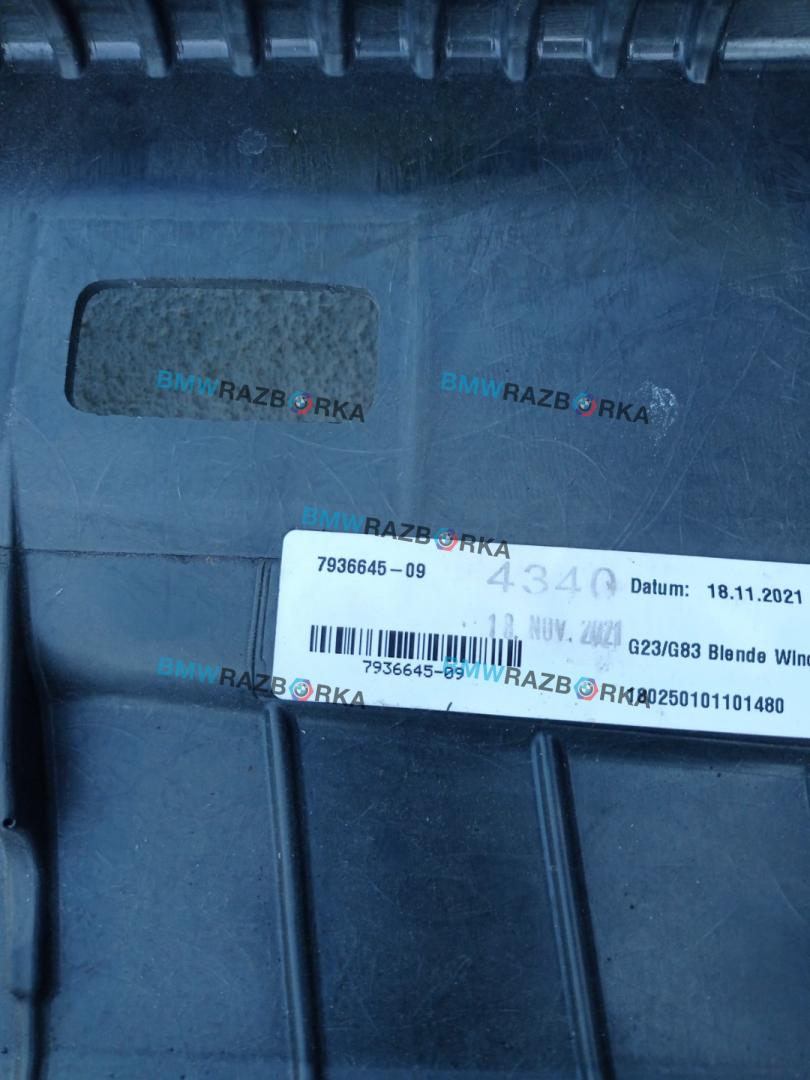 BMWRAZBORKA
BMWRAZBORKA
BMWRAZBORKA
7936645-09
4340
Datum: 18.11.2021
18. NOV. 2021
G23/G83 Blende Wind
7936645-09
BMWRAZBORKA
BMWRAZBORKA
180250101101480